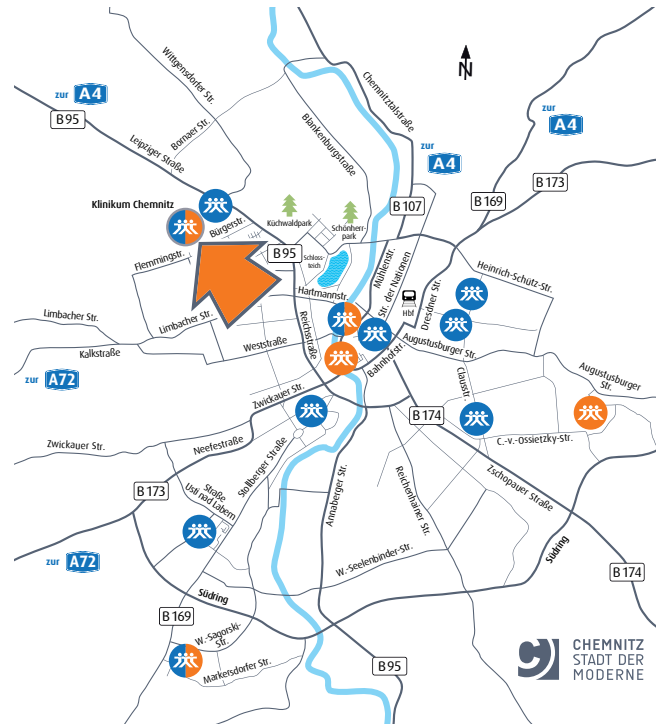 Wittgensdorfer Str.
Chemnitztalstraße
N
zur A4
zur A4
zur
A4
B95
Bornaer Str.
Leipziger Straße
Blankenburgstraße
B 173
B 169
B 107
Klinikum Chemnitz
Küchwaldpark
Schönherr-
park
Bürgerstr.
Flemmingstr.
B95
Schloss-
teich
Mühlenstr.
Str. der Nationen
Heinrich-Schütz-Str.
Hartmannstr.
Hbf
Dresdner Str.
Limbacher Str.
Limbacher Str.
Reichsstraße
Weststraße
Kalkstraße
Augustusburger Str.
Bahnhofstr.
Augustusburger
Str.
Clausstr.
zur A72
Zwickauer Str.
B 174
Zwickauer Str.
Neefestraße
C.-v.-Ossietzky-Str.
Stollberger Straße
Zschopauer Straße
Annaberger Str.
Reichenhainer Str.
B 173
Straße
Usti nad Labem
Südring
W.-Seelenbinder-Str.
zur A72
B 174
Südring
B 169
W.-Sagorski-
Str.
Markersdorfer Str.
B95
CHEMNITZ
STADT DER
MODERNE